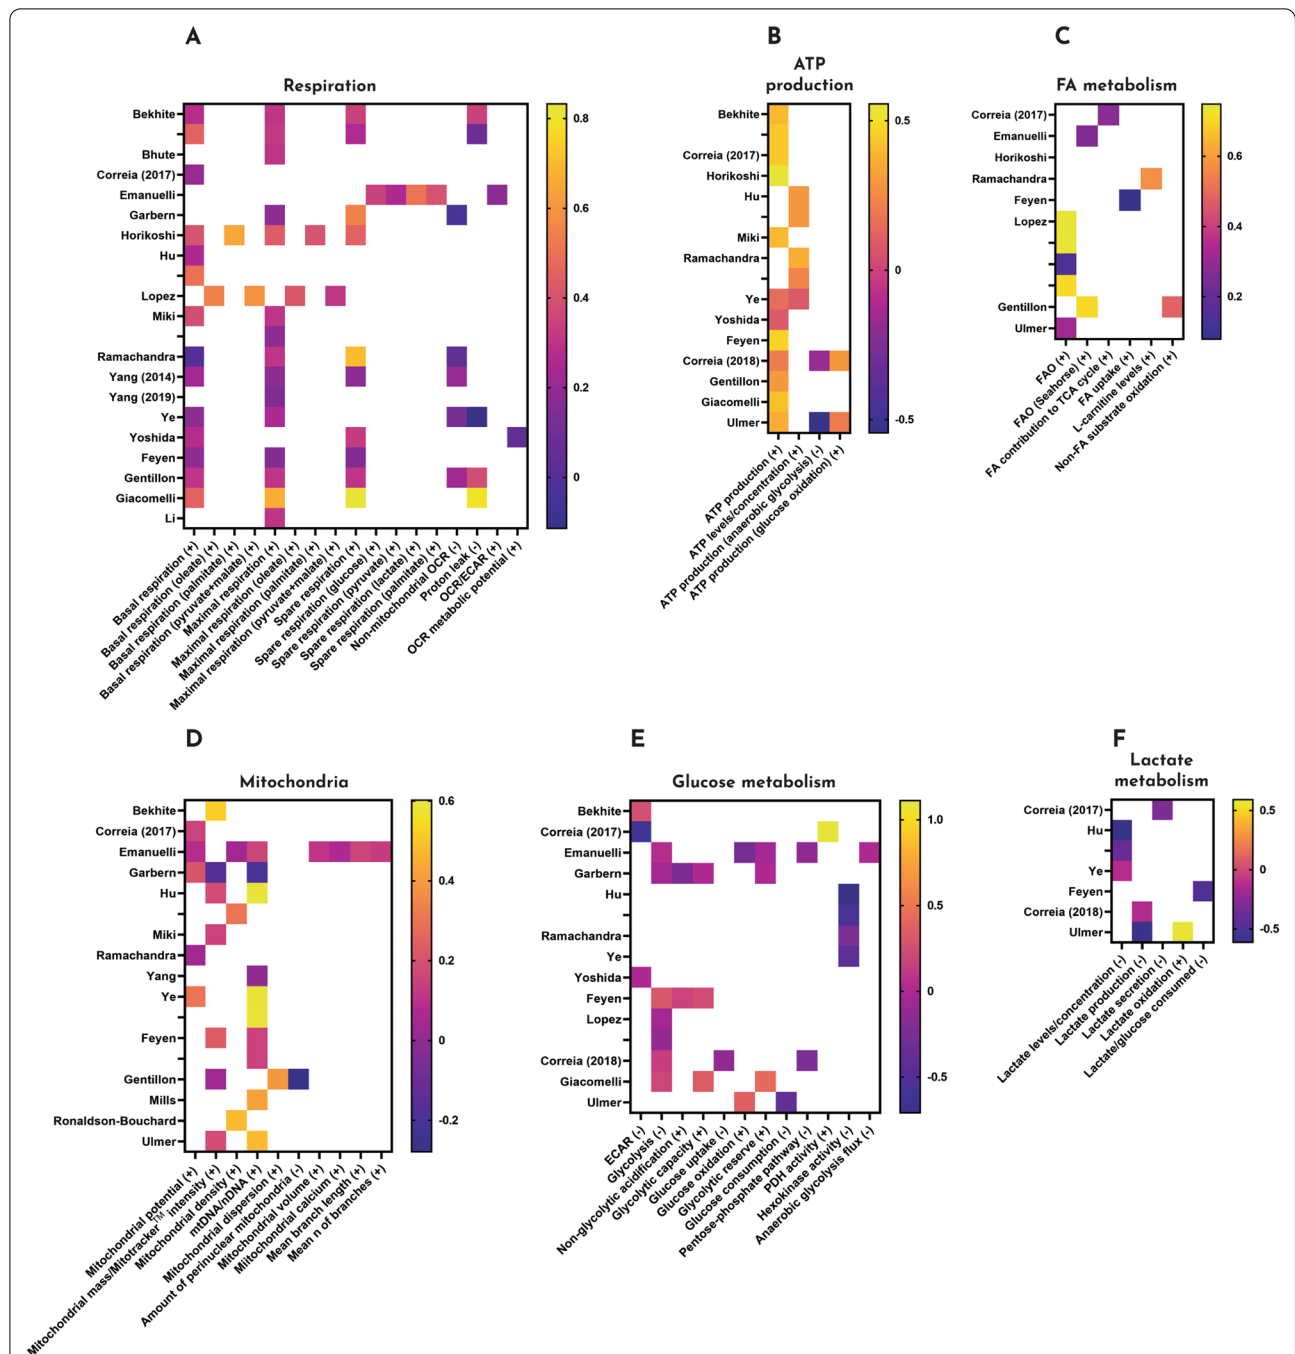 A
Respiration
Bekhite
Bhute
Correia (2017)
Emanuelli
Garbern
Horikoshi
Hu
Lopez
Miki
Ramachandra
Yang (2014)
Yang (2019)
Ye
Yoshida
Feyen
Gentillon
Giacomelli
Li
0.8
0.6
0.4
0.2
0
Basal respiration (+)
Basal respiration (oleate) (+)
Basal respiration (palmitate) (+)
Basal respiration (pyruvate+malate) (+)
Maximal respiration (+)
Maximal respiration (oleate) (+)
Maximal respiration (palmitate) (+)
Maximal respiration (pyruvate+malate) (+)
Spare respiration (+)
Spare respiration (glucose) (+)
Spare respiration (pyruvate) (+)
Spare respiration (lactate) (+)
Spare respiration (palmitate) (+)
Non-mitochondrial OCR (-)
Proton leak (-)
OCR/ECAR (+)
OCR metabolic potential (+)
B
ATP
production
Bekhite
Correia (2017)
Horikoshi
Hu
Miki
Ramachandra
Ye
Yoshida
Feyen
Correia (2018)
Gentillon
Giacomelli
Ulmer
0.5
0
-0.5
ATP production (+)
ATP levels/concentration (+)
ATP production (anaerobic glycolysis) (-)
ATP production (glucose oxidation) (+)
C
FA metabolism
Correia (2017)
Emanuelli
Horikoshi
Ramachandra
Feyen
Lopez
Gentillon
Ulmer
0.6
0.4
0.2
FAO (+)
FAO (Seahorse) (+)
FA contribution to TCA cycle (+)
FA uptake (+)
L-carnitine levels (+)
Non-FA substrate oxidation (+)
D
Mitochondria
Bekhite
Correia (2017)
Emanuelli
Garbern
Hu
Miki
Ramachandra
Yang
Ye
Feyen
Gentillon
Mills
Ronaldson-Bouchard
Ulmer
0.6
0.4
0.2
0
-0.2
Mitochondrial potential (+)
Mitochondrial mass/Mitotracker™ intensity (+)
Mitochondrial density (+)
mtDNA/nDNA (+)
Mitochondrial dispersion (+)
Amount of perinuclear mitochondria (-)
Mitochondrial volume (+)
Miitochondrial calcium (+)
Mean branch length (+)
Mean n of branches (+)
E
Glucose metabolism
Bekhite
Correia (2017)
Emanuelli
Garbern
Hu
Ramachandra
Ye
Yoshida
Feyen
Lopez
Correia (2018)
Giacomelli
Ulmer
1.0
0.5
0
-0.5
ECAR (-)
Glycolysis (-)
Non-glycolytic acidification (+)
Glycolytic capacity (+)
Glucose uptake (-)
Glucose oxidation (+)
Glycolytic reserve (+)
Glucose consumption (-)
Pentose-phosphate pathway (-)
PDH activity (+)
Hexokinase activity (-)
Anaerobic glycolysis flux (-)
F
Lactate
metabolism
Correia (2017)
Hu
Ye
Feyen
Correia (2018)
Ulmer
0.5
0
-0.5
Lactate levels/concentration (-)
Lactate production (-)
Lactate secretion (-)
Lactate oxidation (+)
Lactate/glucose consumed (-)